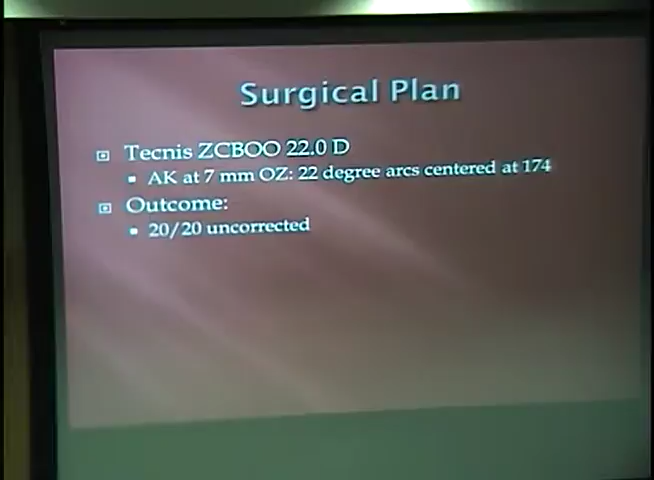 Surgical Plan
Tecnis ZCBOO 22.0 D
AK at 7 mm OZ: 22 degree arcs centered at 174
Outcome:
20/20 uncorrected